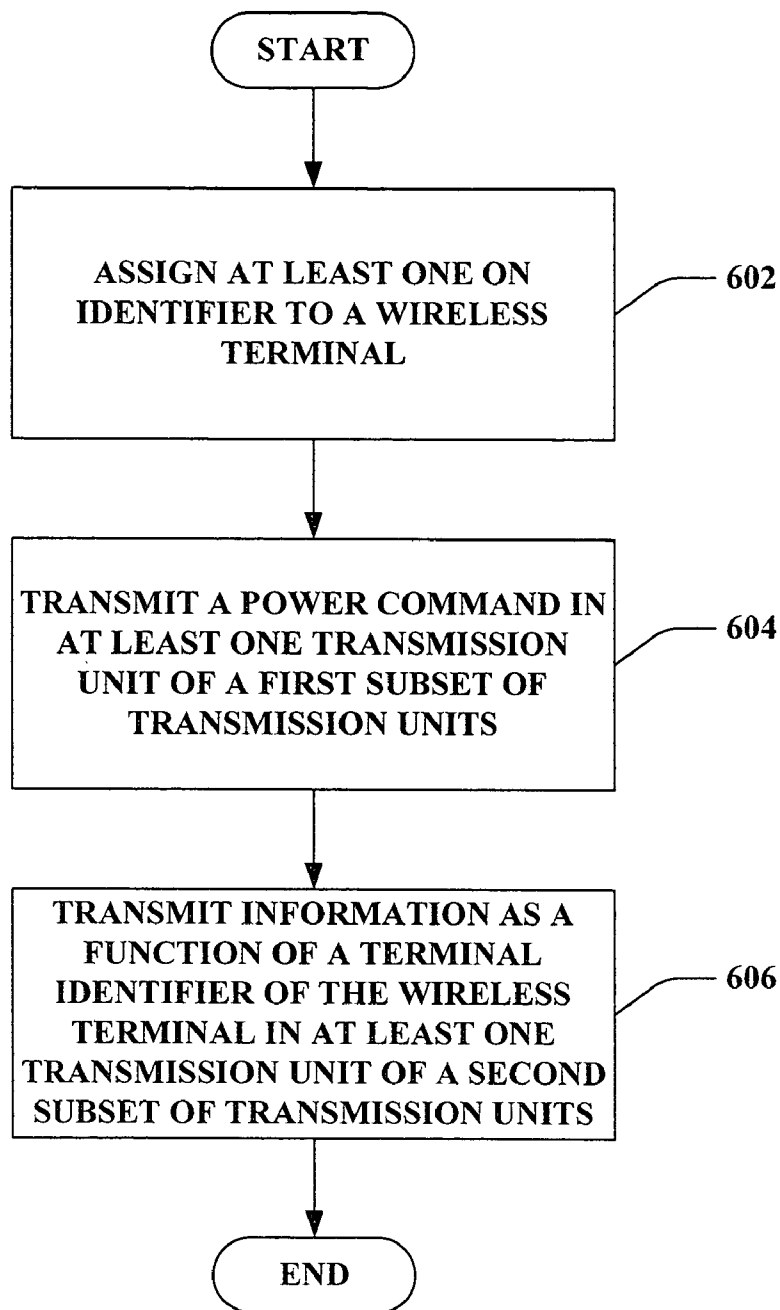 START
ASSIGN AT LEAST ONE ON
IDENTIFIER TO A WIRELESS
TERMINAL
602
TRANSMIT A POWER COMMAND IN
AT LEAST ONE TRANSMISSION
UNIT OF A FIRST SUBSET OF
TRANSMISSION UNITS
604
TRANSMIT INFORMATION AS A
FUNCTION OF A TERMINAL
IDENTIFIER OF THE WIRELESS
TERMINAL IN AT LEAST ONE
TRANSMISSION UNIT OF A SECOND
SUBSET OF TRANSMISSION UNITS
606
END